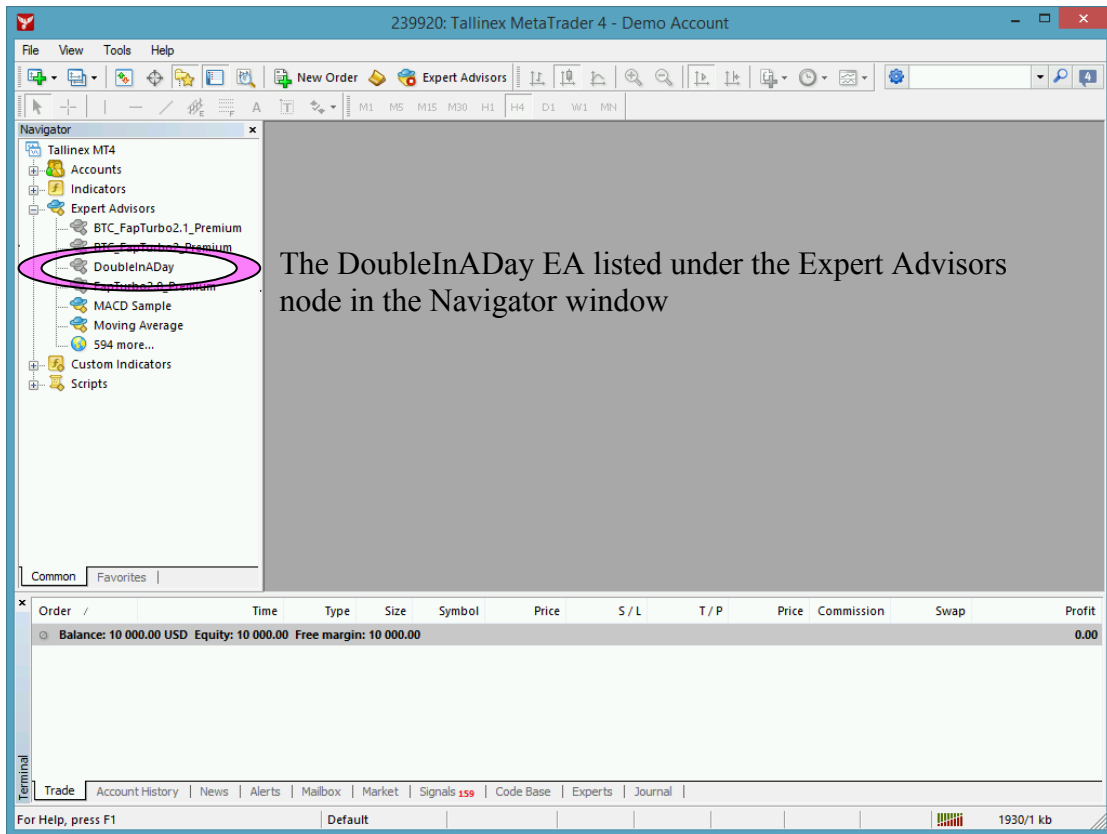 239920: Tallinex MetaTrader 4 - Demo Account
File View Tools Help
New Order Expert Advisors 4
A T M1 M5 M15 M30 H1 H4 D1 W1 MN
Navigator
Tallinex MT4
Accounts
Indicators
Expert Advisors
BTC_FapTurbo2.1_Premium
BTC_FapTurbo2_Premium
DoubleInADay
FapTurbo2.0_Premium
MACD Sample
Moving Average
594 more...
Custom Indicators
Scripts
The DoubleInADay EA listed under the Expert Advisors
node in the Navigator window
Common Favorites
Order / Time Type Size Symbol Price S / L T / P Price Commission Swap Profit
Balance: 10 000.00 USD Equity: 10 000.00 Free margin: 10 000.00 0.00
Terminal
Trade Account History News Alerts Mailbox Market Signals 159 Code Base Experts Journal
For Help, press F1 Default 1930/1 kb